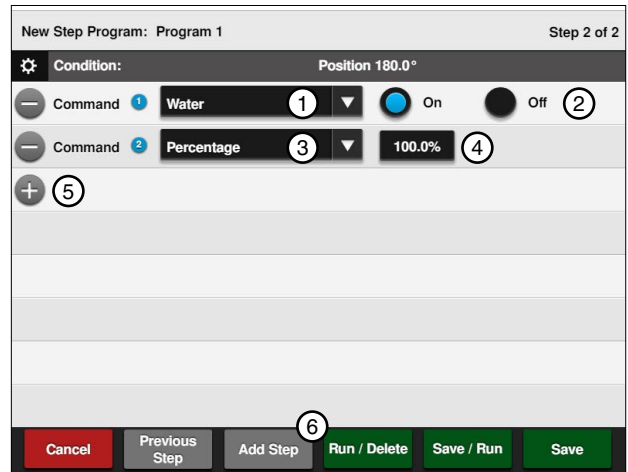 New Step Program: Program 1 Step 2 of 2
Condition: Position 180.0°
Command 1 Water 1 On Off 2
Command 2 Percentage 3 100.0% 4
5
6
Cancel Previous Step Add Step Run / Delete Save / Run Save